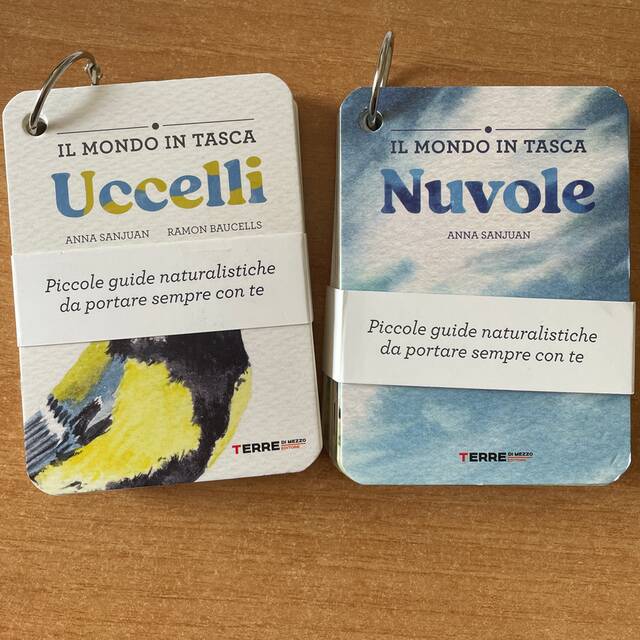 IL MONDO IN TASCA
Uccelli
ANNA SANJUAN RAMON BAUCELLS
Piccole guide naturalistiche
da portare sempre con te
TERRE DI MEZZO
EDITORE
IL MONDO IN TASCA
Nuvole
ANNA SANJUAN
Piccole guide naturalistiche
da portare sempre con te
TERRE DI MEZZO
EDITORE